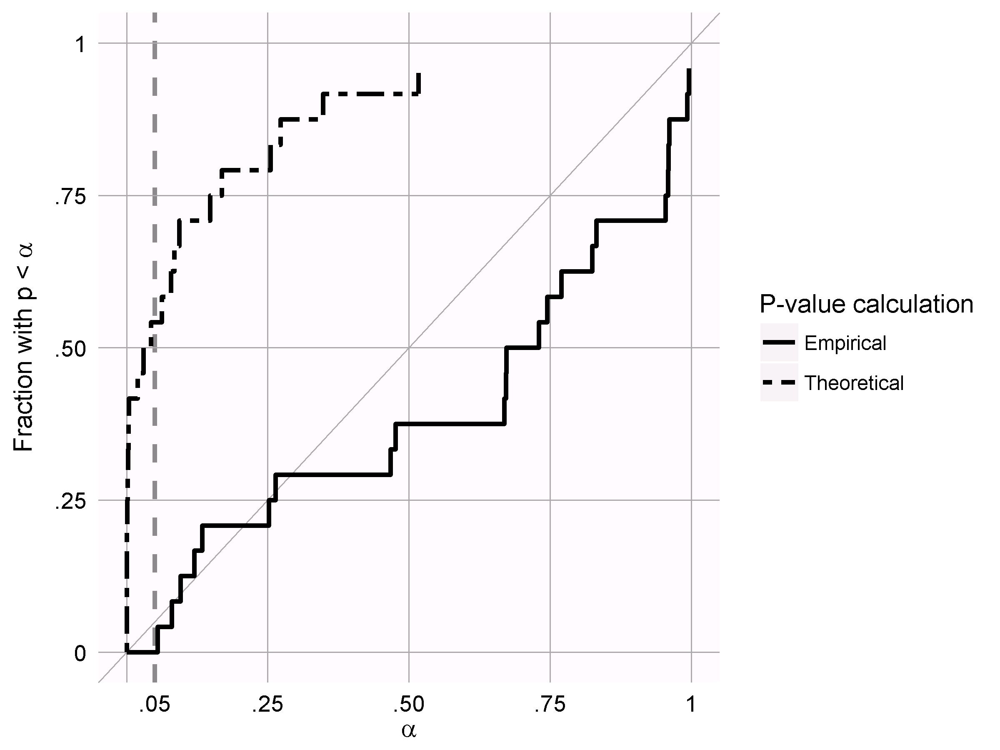 Fraction with p < α
1
.75
.50
.25
0
.05 .25 .50 .75 1
α
P-value calculation
Empirical
Theoretical